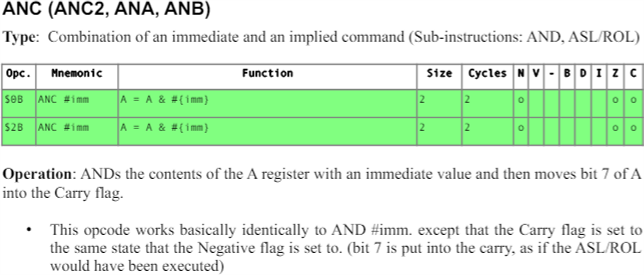 ANC (ANC2, ANA, ANB)
Type: Combination of an immediate and an implied command (Sub-instructions: AND, ASL/ROL)
Opc. Mnemonic Function Size Cycles N V - B D I Z C
$0B ANC #imm A = A & #{imm} 2 2 o o o
$2B ANC #imm A = A & #{imm} 2 2 o o o
Operation: ANDs the contents of the A register with an immediate value and then moves bit 7 of A
into the Carry flag.
• This opcode works basically identically to AND #imm. except that the Carry flag is set to
the same state that the Negative flag is set to. (bit 7 is put into the carry, as if the ASL/ROL
would have been executed)